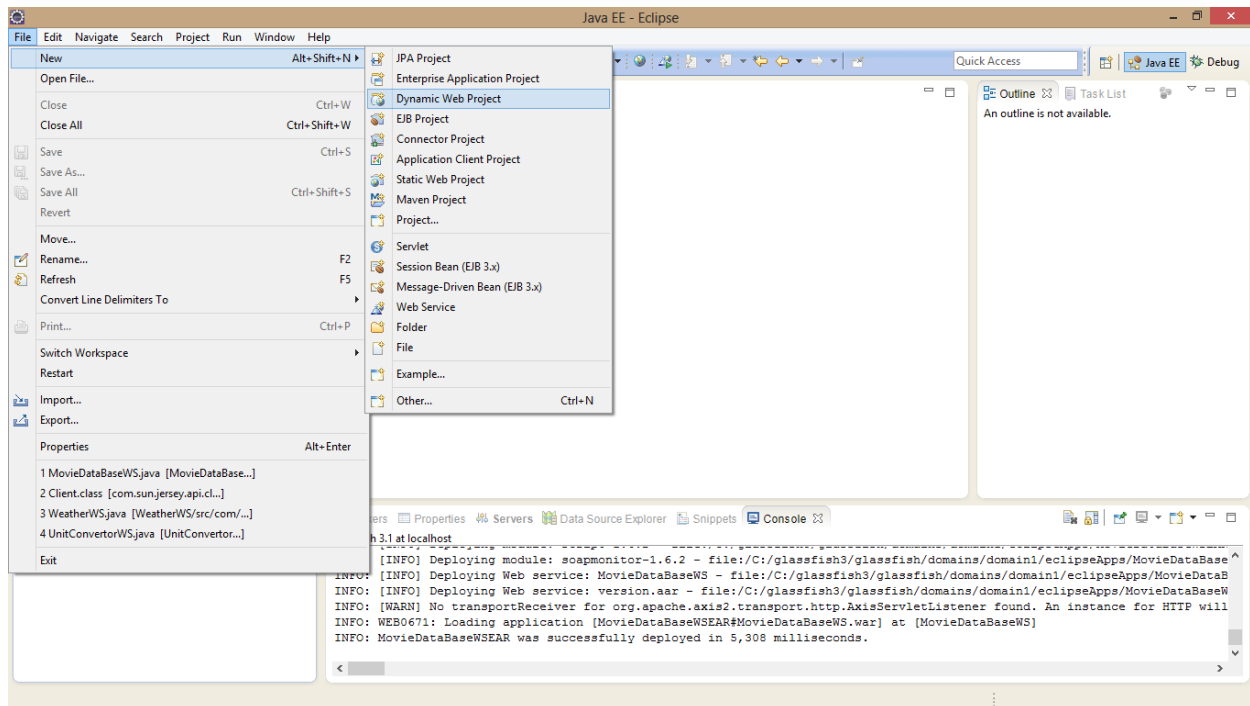 Java EE - Eclipse
File Edit Navigate Search Project Run Window Help
New Alt+Shift+N
Open File...
Close Ctrl+W
Close All Ctrl+Shift+W
Save Ctrl+S
Save As...
Save All Ctrl+Shift+S
Revert
Move...
Rename... F2
Refresh F5
Convert Line Delimiters To
Print... Ctrl+P
Switch Workspace
Restart
Import...
Export...
Properties Alt+Enter
1 MovieDataBaseWS.java [MovieDataBase...]
2 Client.class [com.sun.jersey.api.cl...]
3 WeatherWS.java [WeatherWS/src/com/...]
4 UnitConvertorWS.java [UnitConvertor...]
Exit
JPA Project
Enterprise Application Project
Dynamic Web Project
EJB Project
Connector Project
Application Client Project
Static Web Project
Maven Project
Project...
Servlet
Session Bean (EJB 3.x)
Message-Driven Bean (EJB 3.x)
Web Service
Folder
File
Example...
Other... Ctrl+N
Quick Access Java EE Debug
Outline Task List
An outline is not available.
ers Properties Servers Data Source Explorer Snippets Console
h 3.1 at localhost
[INFO] Deploying module: soapmonitor-1.6.2 - file:/C:/glassfish3/glassfish/domains/domain1/eclipseApps/MovieDataBase
INFO: [INFO] Deploying Web service: MovieDataBaseWS - file:/C:/glassfish3/glassfish/domains/domain1/eclipseApps/MovieDataB
INFO: [INFO] Deploying Web service: version.aar - file:/C:/glassfish3/glassfish/domains/domain1/eclipseApps/MovieDataBaseW
INFO: [WARN] No transportReceiver for org.apache.axis2.transport.http.AxisServletListener found. An instance for HTTP will
INFO: WEB0671: Loading application [MovieDataBaseWSEAR#MovieDataBaseWS.war] at [MovieDataBaseWS]
INFO: MovieDataBaseWSEAR was successfully deployed in 5,308 milliseconds.